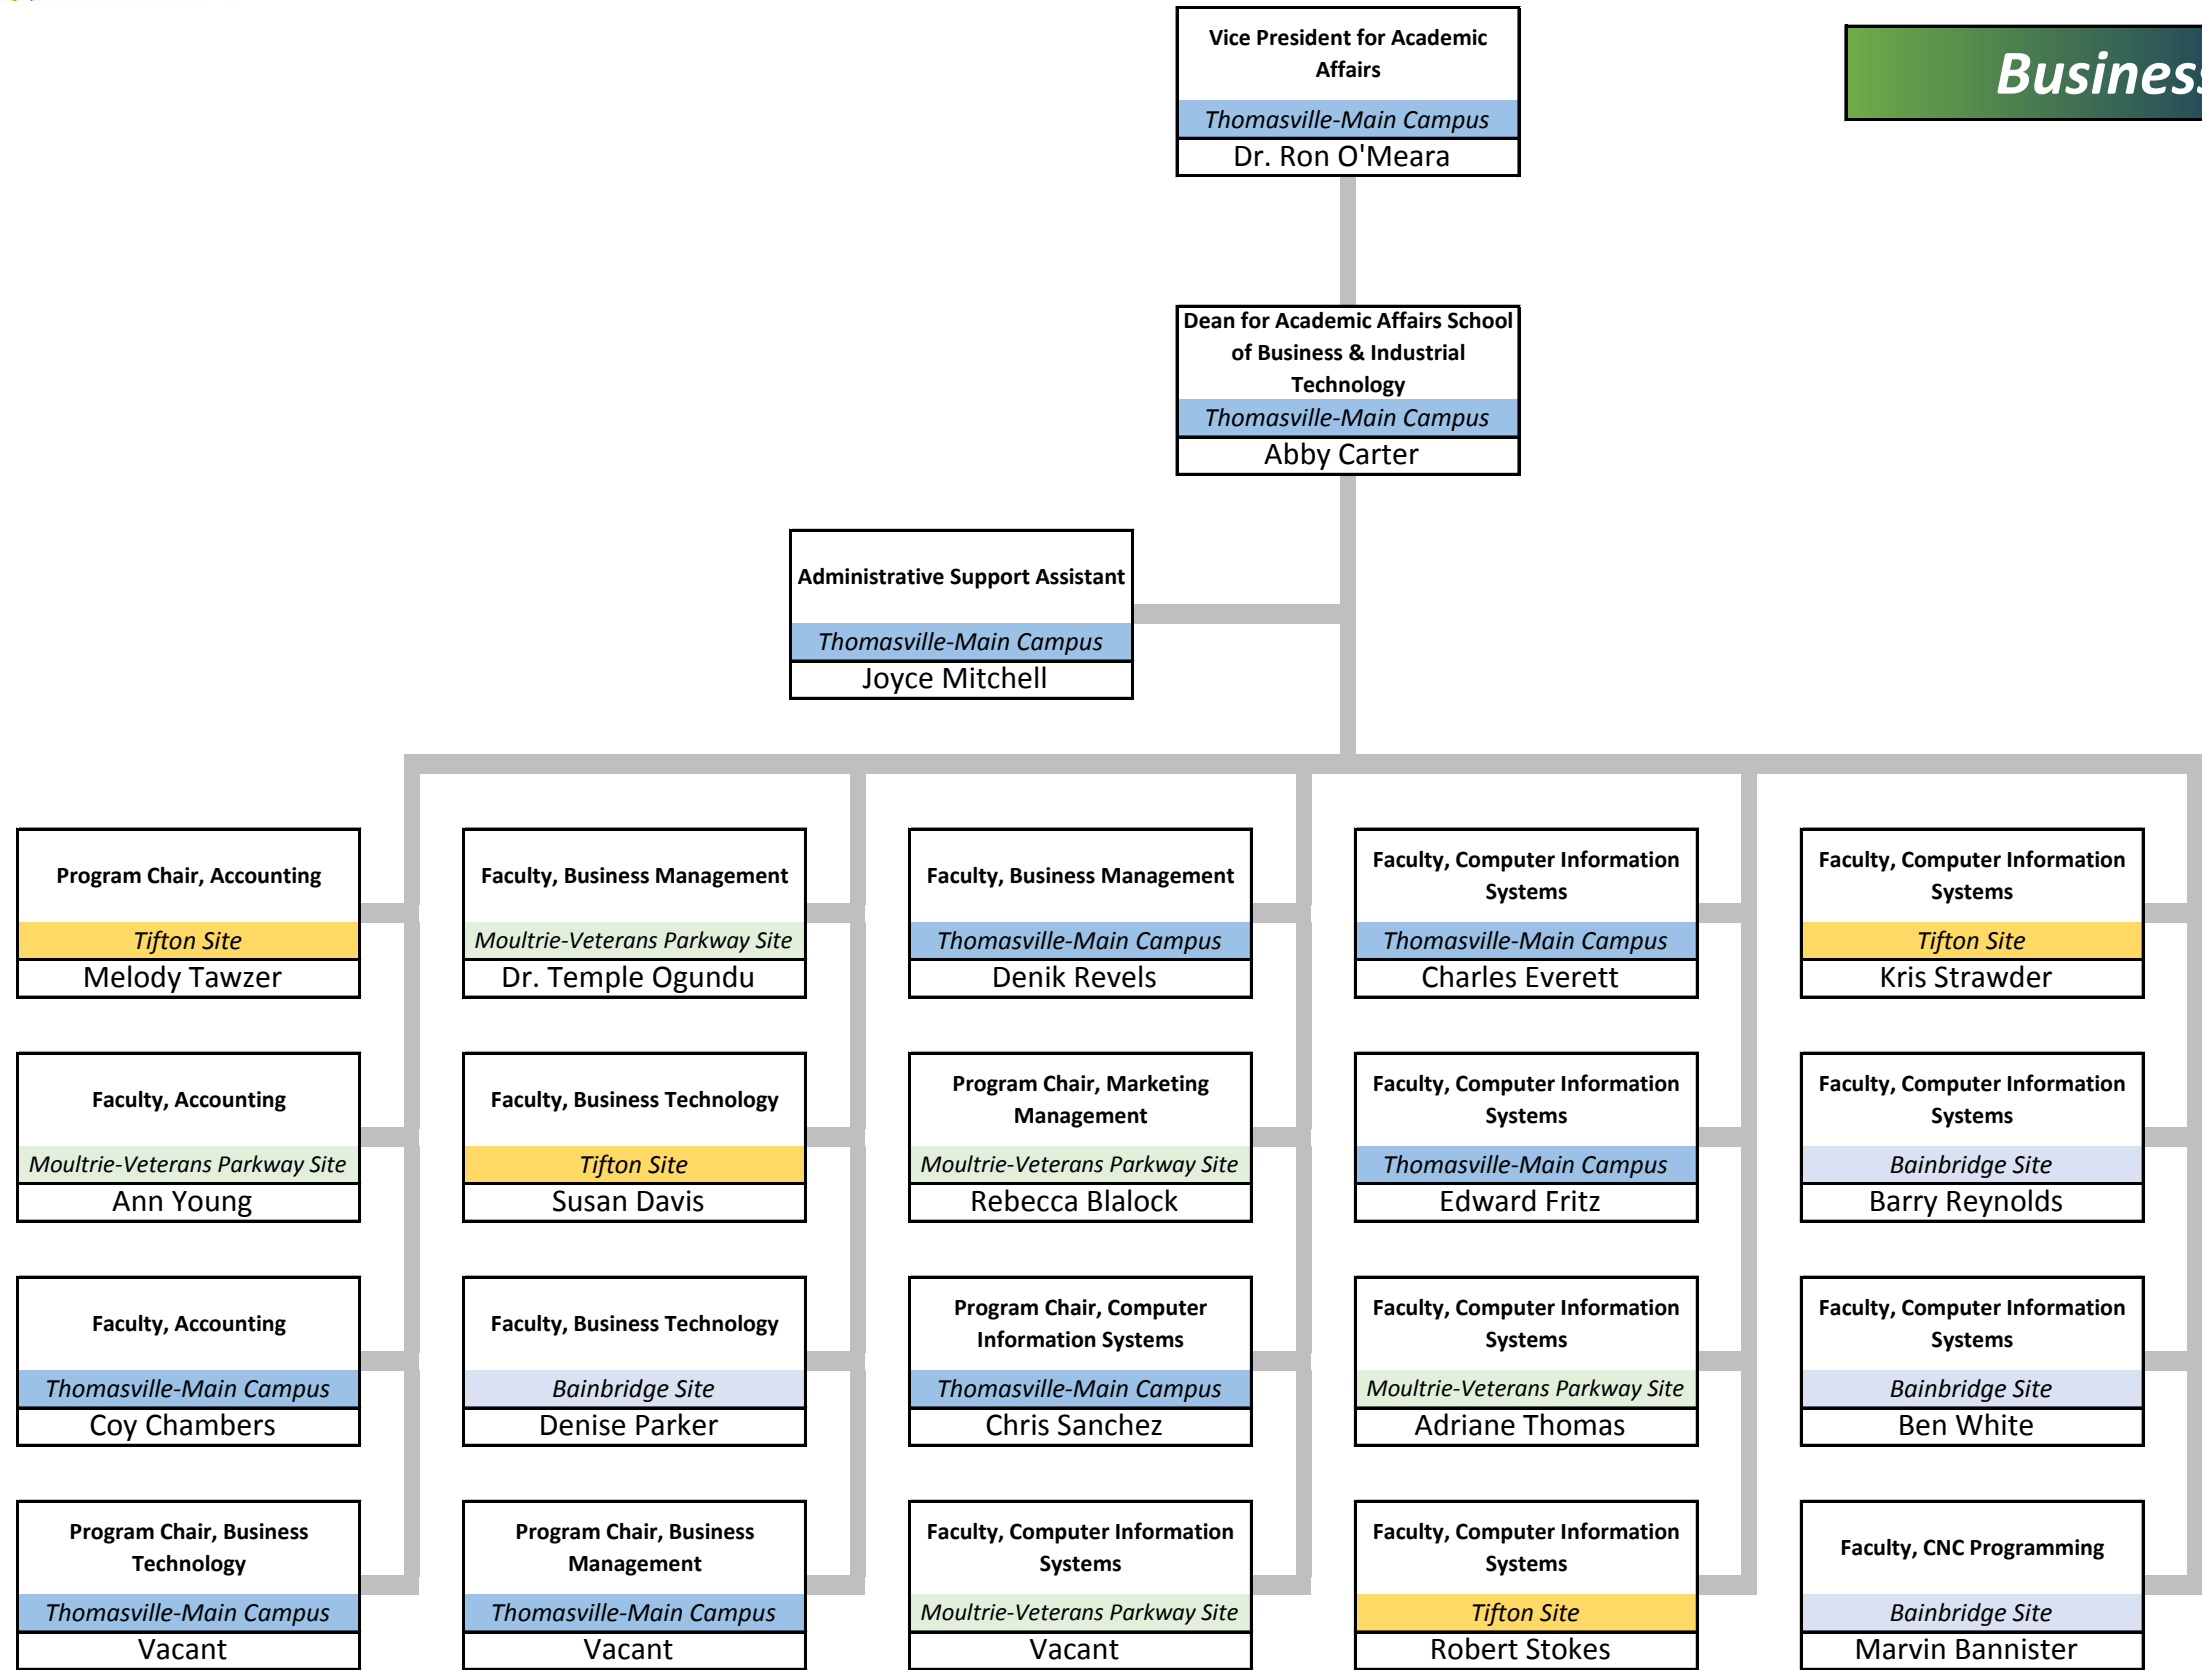 Vice President for Academic
Affairs
Thomasville-Main Campus
Dr. Ron O'Meara
Business
Dean for Academic Affairs School
of Business & Industrial
Technology
Thomasville-Main Campus
Abby Carter
Administrative Support Assistant
Thomasville-Main Campus
Joyce Mitchell
Program Chair, Accounting
Tifton Site
Melody Tawzer
Faculty, Business Management
Moultrie-Veterans Parkway Site
Dr. Temple Ogundu
Faculty, Business Management
Thomasville-Main Campus
Denik Revels
Faculty, Computer Information
Systems
Thomasville-Main Campus
Charles Everett
Faculty, Computer Information
Systems
Tifton Site
Kris Strawder
Faculty, Accounting
Moultrie-Veterans Parkway Site
Ann Young
Faculty, Business Technology
Tifton Site
Susan Davis
Program Chair, Marketing
Management
Moultrie-Veterans Parkway Site
Rebecca Blalock
Faculty, Computer Information
Systems
Thomasville-Main Campus
Edward Fritz
Faculty, Computer Information
Systems
Bainbridge Site
Barry Reynolds
Faculty, Accounting
Thomasville-Main Campus
Coy Chambers
Faculty, Business Technology
Bainbridge Site
Denise Parker
Program Chair, Computer
Information Systems
Thomasville-Main Campus
Chris Sanchez
Faculty, Computer Information
Systems
Moultrie-Veterans Parkway Site
Adriane Thomas
Faculty, Computer Information
Systems
Bainbridge Site
Ben White
Program Chair, Business
Technology
Thomasville-Main Campus
Vacant
Program Chair, Business
Management
Thomasville-Main Campus
Vacant
Faculty, Computer Information
Systems
Moultrie-Veterans Parkway Site
Vacant
Faculty, Computer Information
Systems
Tifton Site
Robert Stokes
Faculty, CNC Programming
Bainbridge Site
Marvin Bannister